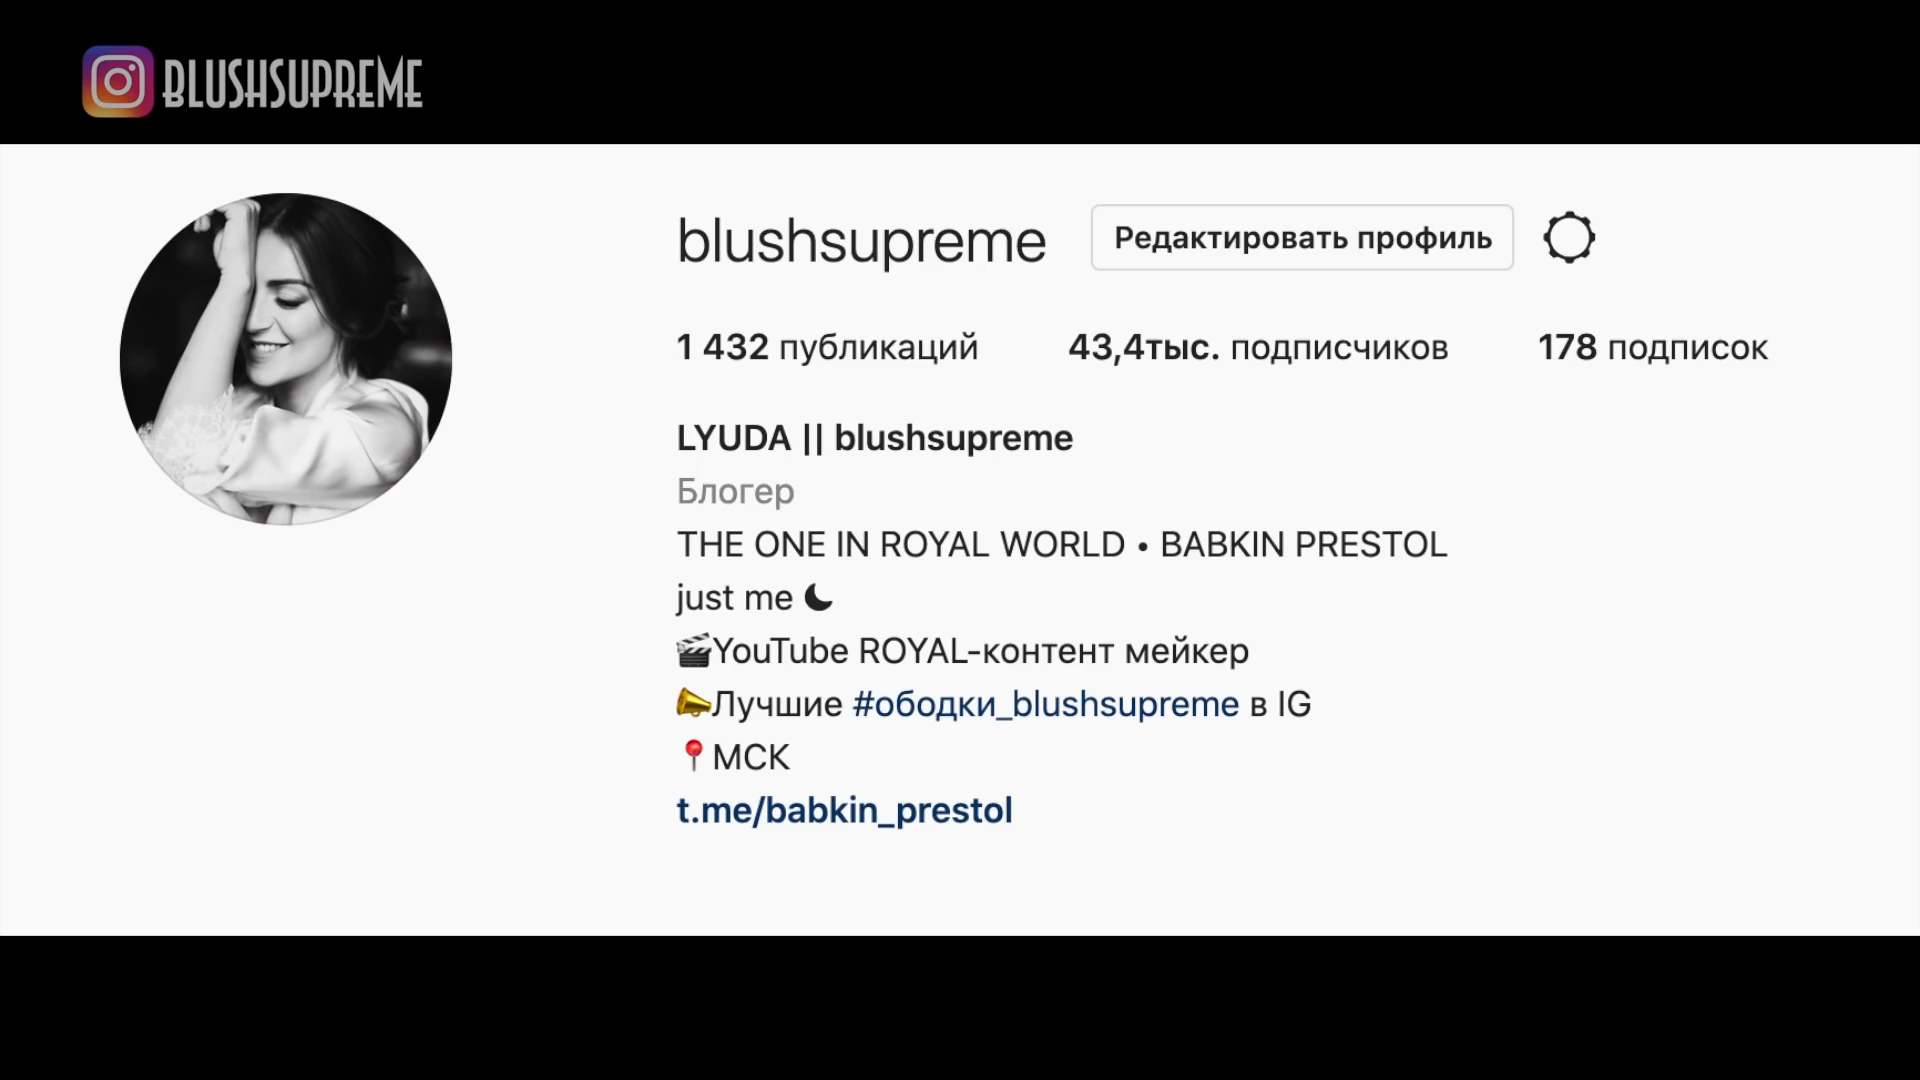 BLUSHSUPREME
blushsupreme Редактировать профиль
1 432 публикаций 43,4тыс. подписчиков 178 подписок
LYUDA || blushsupreme
Блогер
THE ONE IN ROYAL WORLD • BABKIN PRESTOL
just me
YouTube ROYAL-контент мейкер
Лучшие #ободки_blushsupreme в IG
МСК
t.me/babkin_prestol